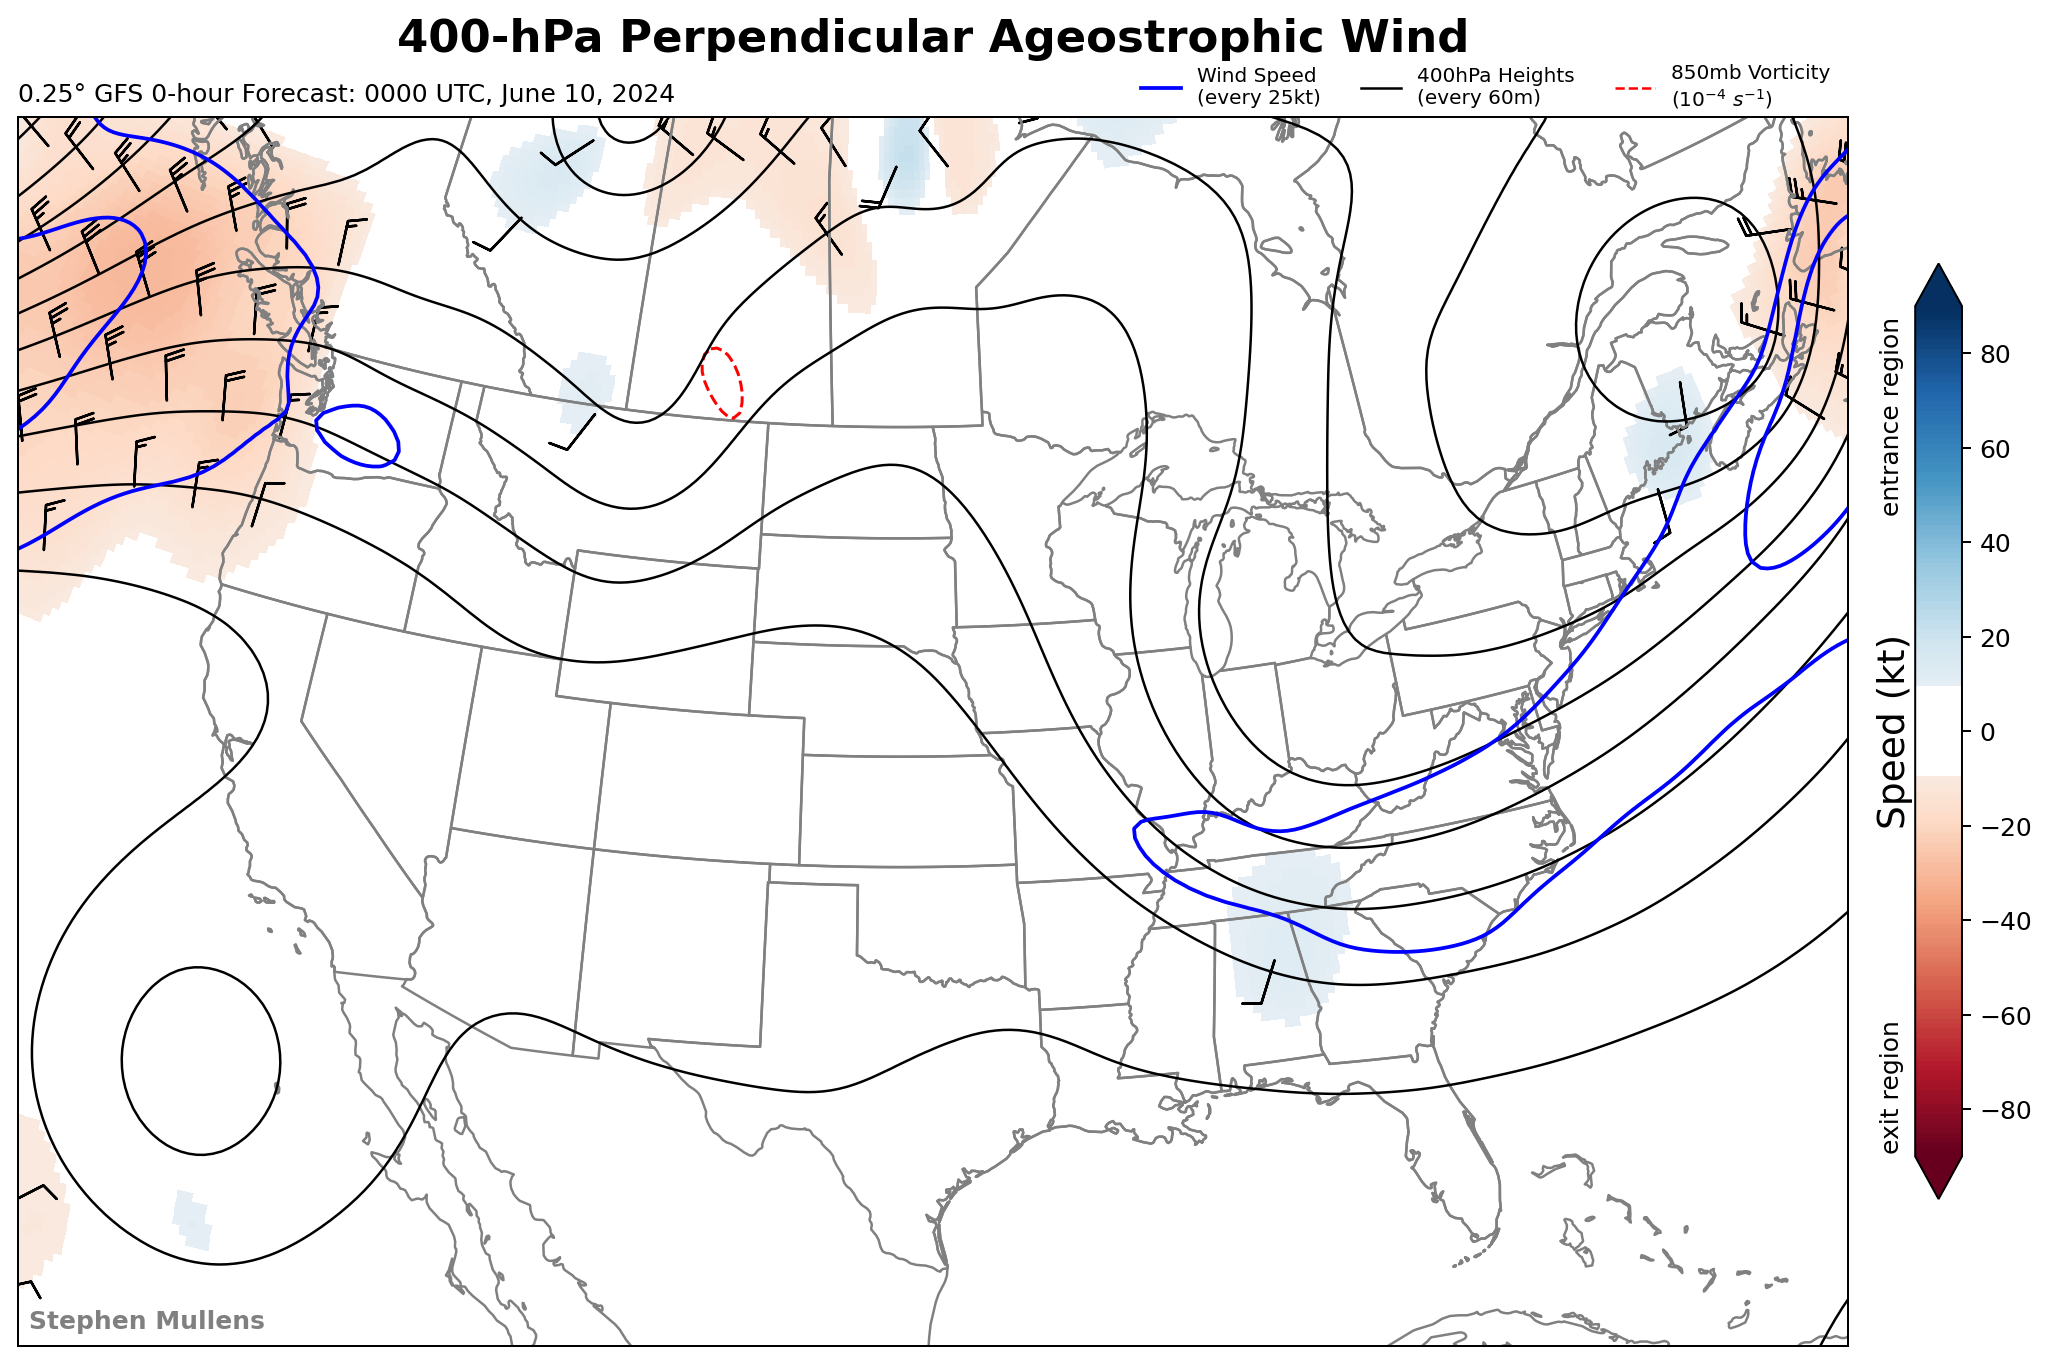 400-hPa Perpendicular Ageostrophic Wind
0.25° GFS 0-hour Forecast: 0000 UTC, June 10, 2024
Wind Speed
(every 25kt)
400hPa Heights
(every 60m)
850mb Vorticity
(10⁻⁴ s⁻¹)
entrance region
Speed (kt)
exit region
80
60
40
20
0
−20
−40
−60
−80
Stephen Mullens